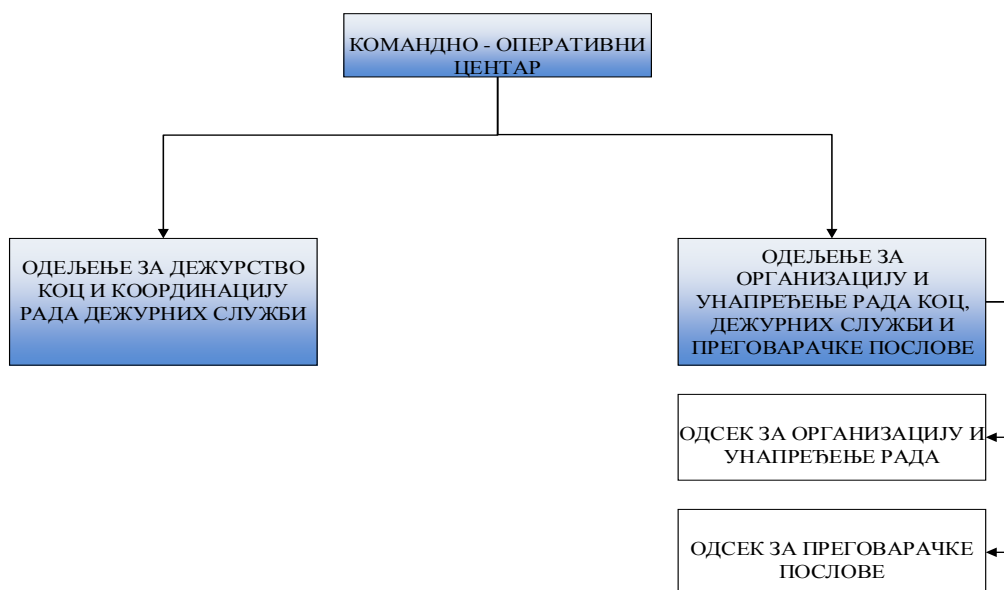 КОМАНДНО - ОПЕРАТИВНИ
ЦЕНТАР
ОДЕЉЕЊЕ ЗА ДЕЖУРСТВО
КОЦ И КООРДИНАЦИЈУ
РАДА ДЕЖУРНИХ СЛУЖБИ
ОДЕЉЕЊЕ ЗА
ОРГАНИЗАЦИЈУ И
УНАПРЕЂЕЊЕ РАДА КОЦ,
ДЕЖУРНИХ СЛУЖБИ И
ПРЕГОВАРАЧКЕ ПОСЛОВЕ
ОДСЕК ЗА ОРГАНИЗАЦИЈУ И
УНАПРЕЂЕЊЕ РАДА
ОДСЕК ЗА ПРЕГОВАРАЧКЕ
ПОСЛОВЕ